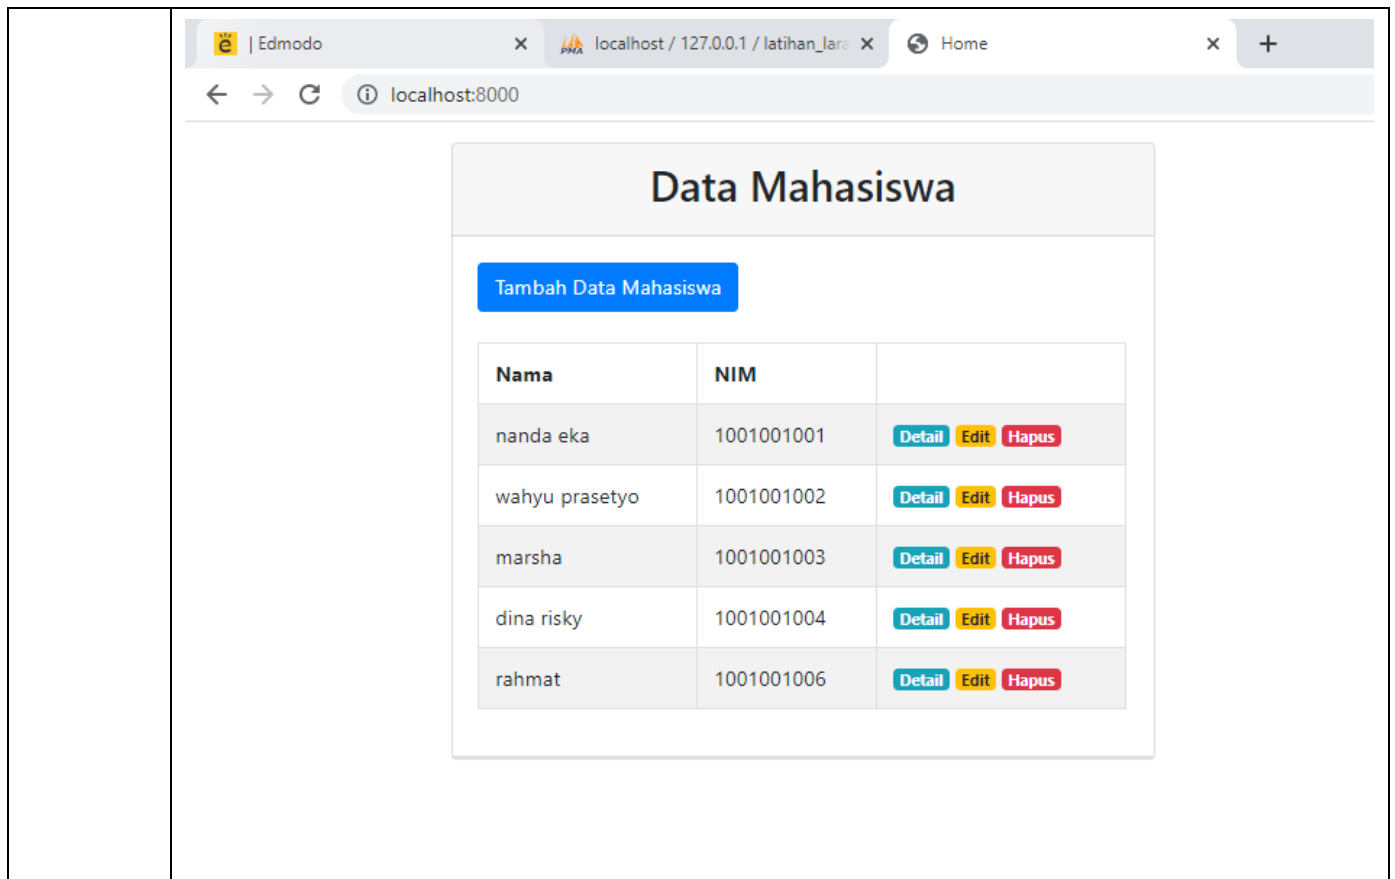 ë | Edmodo
PMA localhost / 127.0.0.1 / latihan_lara
Home
localhost:8000
Data Mahasiswa
Tambah Data Mahasiswa
Nama NIM
nanda eka 1001001001 Detail Edit Hapus
wahyu prasetyo 1001001002 Detail Edit Hapus
marsha 1001001003 Detail Edit Hapus
dina risky 1001001004 Detail Edit Hapus
rahmat 1001001006 Detail Edit Hapus